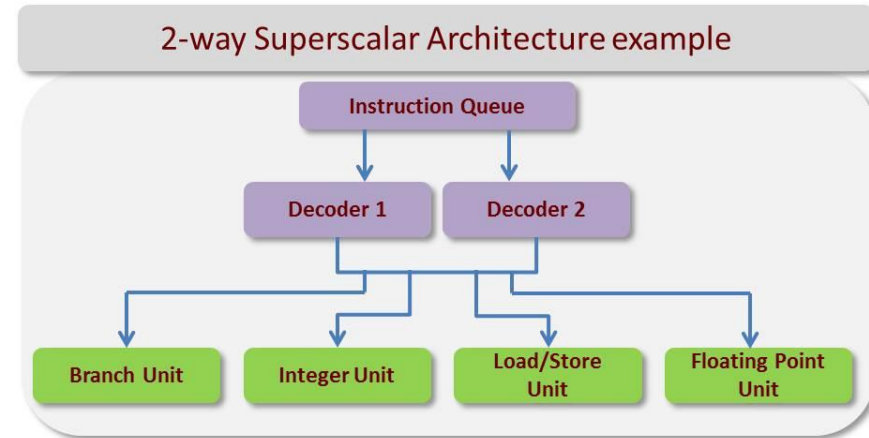 2-way Superscalar Architecture example
Instruction Queue
Decoder 1
Decoder 2
Branch Unit
Integer Unit
Load/Store
Unit
Floating Point
Unit